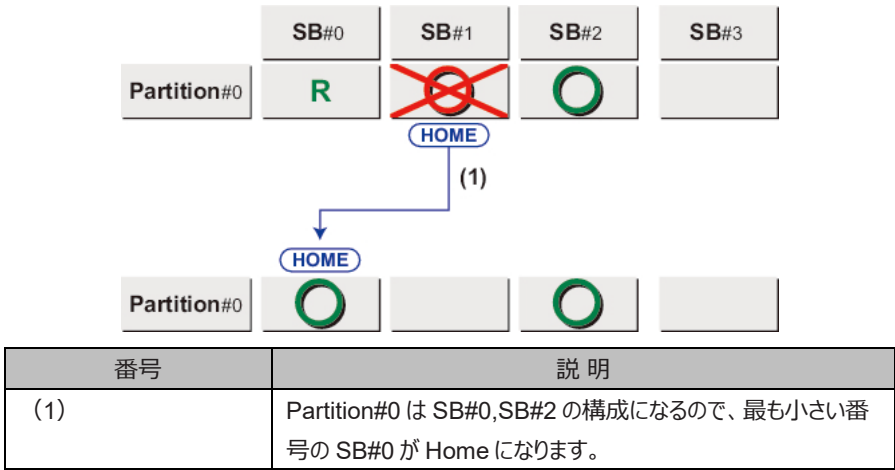 SB#0 SB#1 SB#2 SB#3
Partition#0 R
HOME
(1)
HOME
Partition#0
番号 説 明
（1） Partition#0 は SB#0,SB#2 の構成になるので、最も小さい番
号の SB#0 が Home になります。